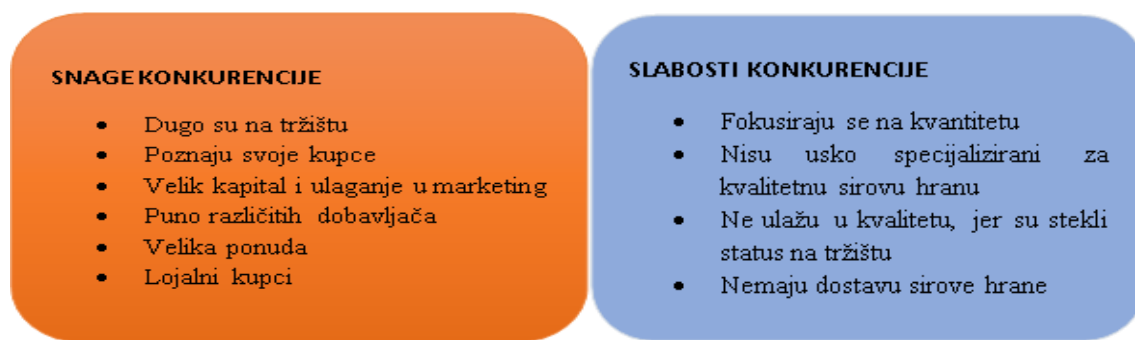 SNAGE KONKURENCIJE
• Dugo su na tržištu
• Poznaju svoje kupce
• Velik kapital i ulaganje u marketing
• Puno različitih dobavljača
• Velika ponuda
• Lojalni kupci
SLABOSTI KONKURENCIJE
• Fokusiraju se na kvantitetu
• Nisu usko specijalizirani za
kvalitetnu sirovu hranu
• Ne ulažu u kvalitetu, jer su stekli
status na tržištu
• Nemaju dostavu sirove hrane